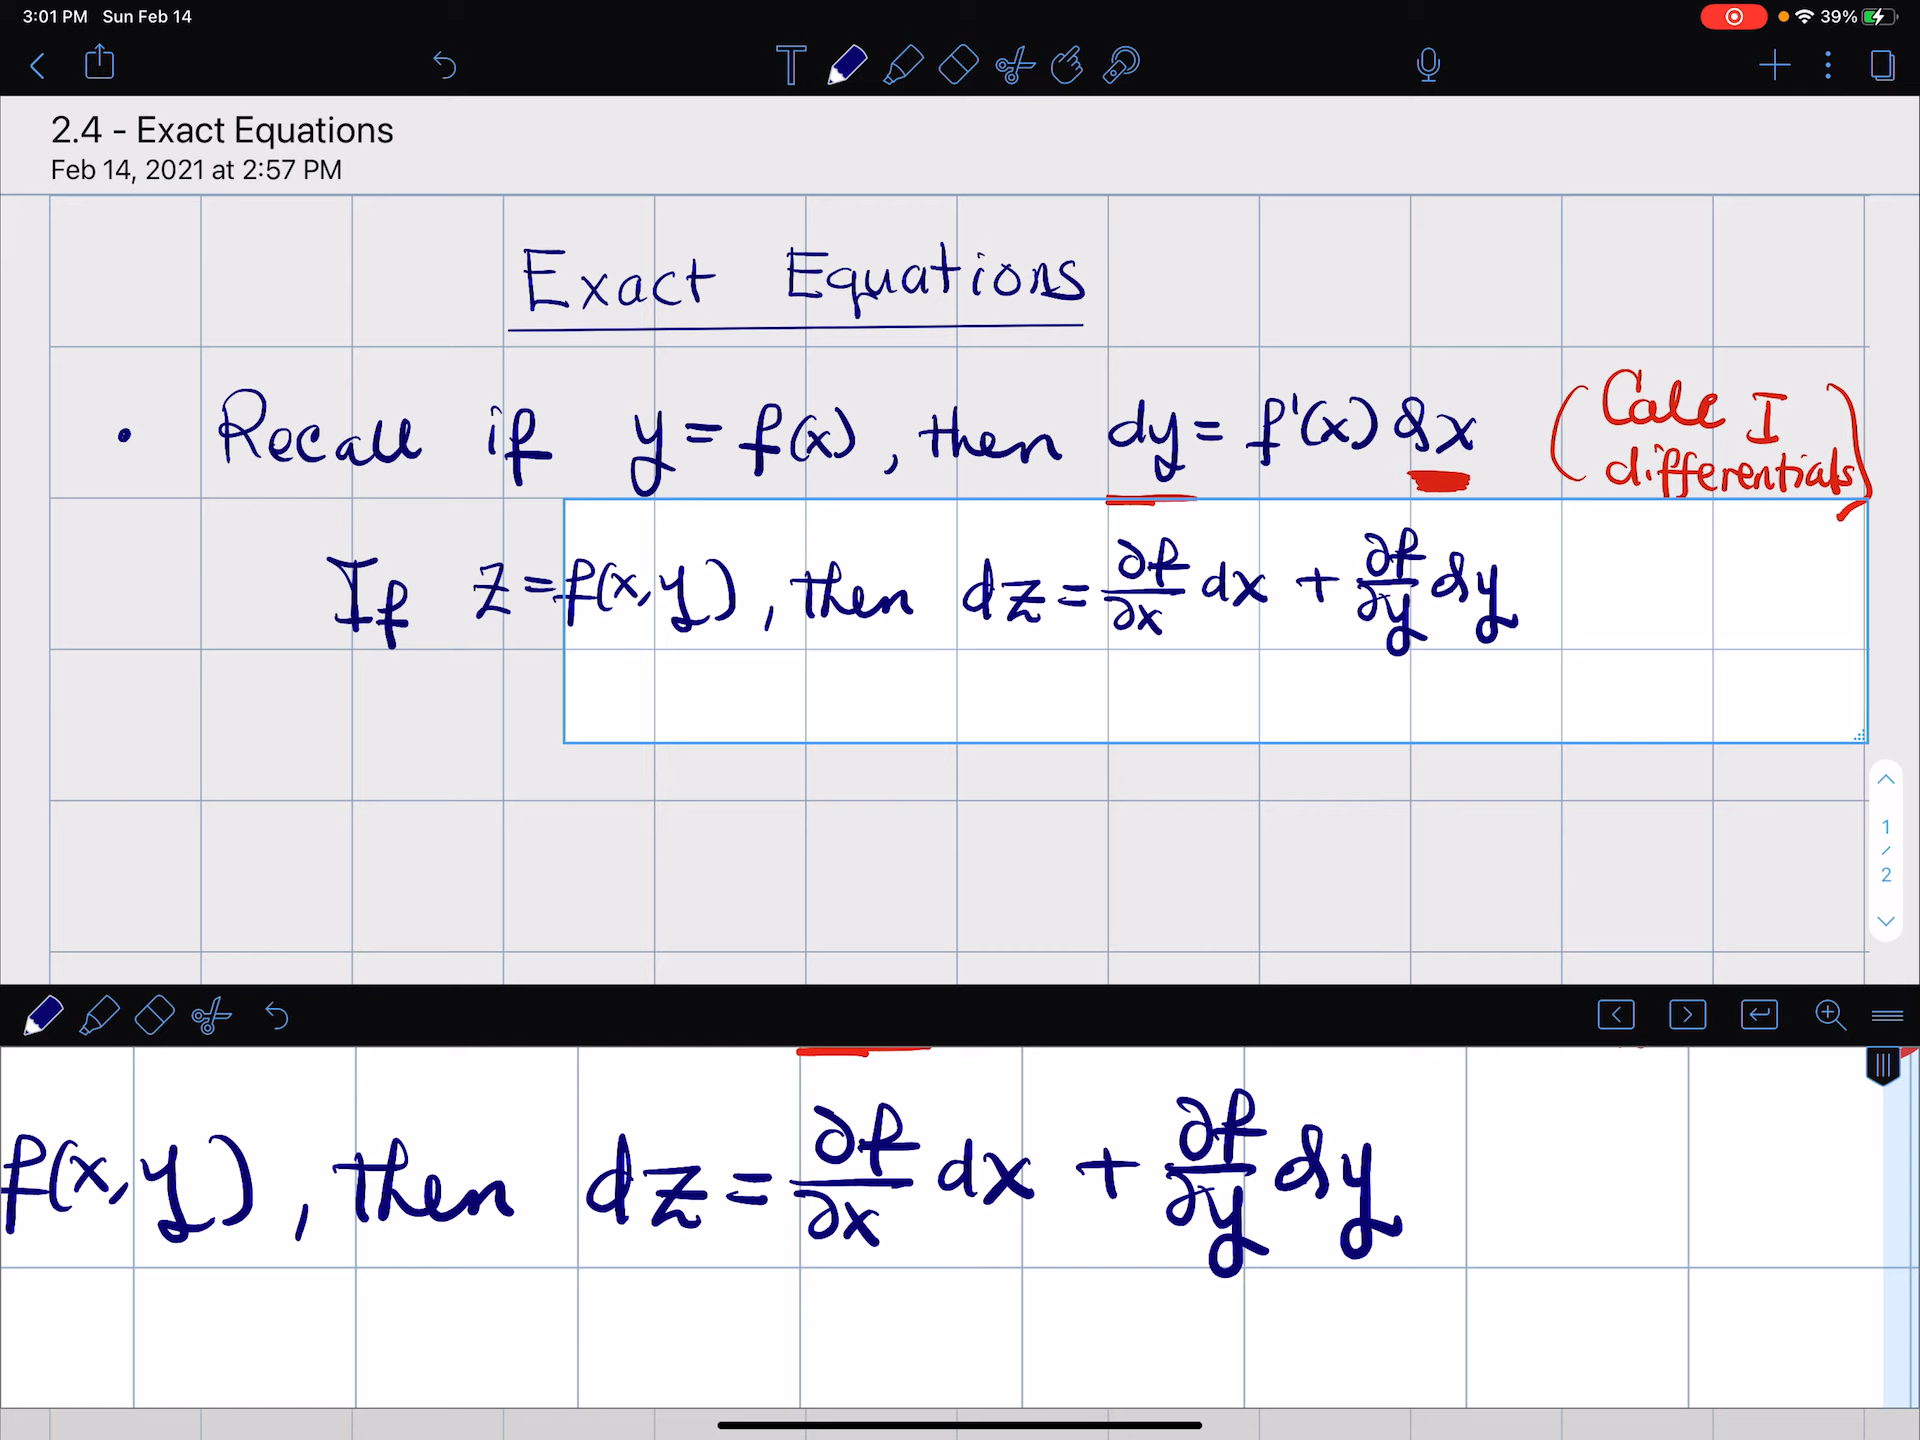 3:01 PM Sun Feb 14
39%
2.4 - Exact Equations
Feb 14, 2021 at 2:57 PM
Exact Equations
• Recall if y = f(x), then dy = f'(x) dx (Calc I differentials)
If z = f(x,y), then dz = ∂f/∂x dx + ∂f/∂y dy
1 / 2
f(x,y), then dz = ∂f/∂x dx + ∂f/∂y dy